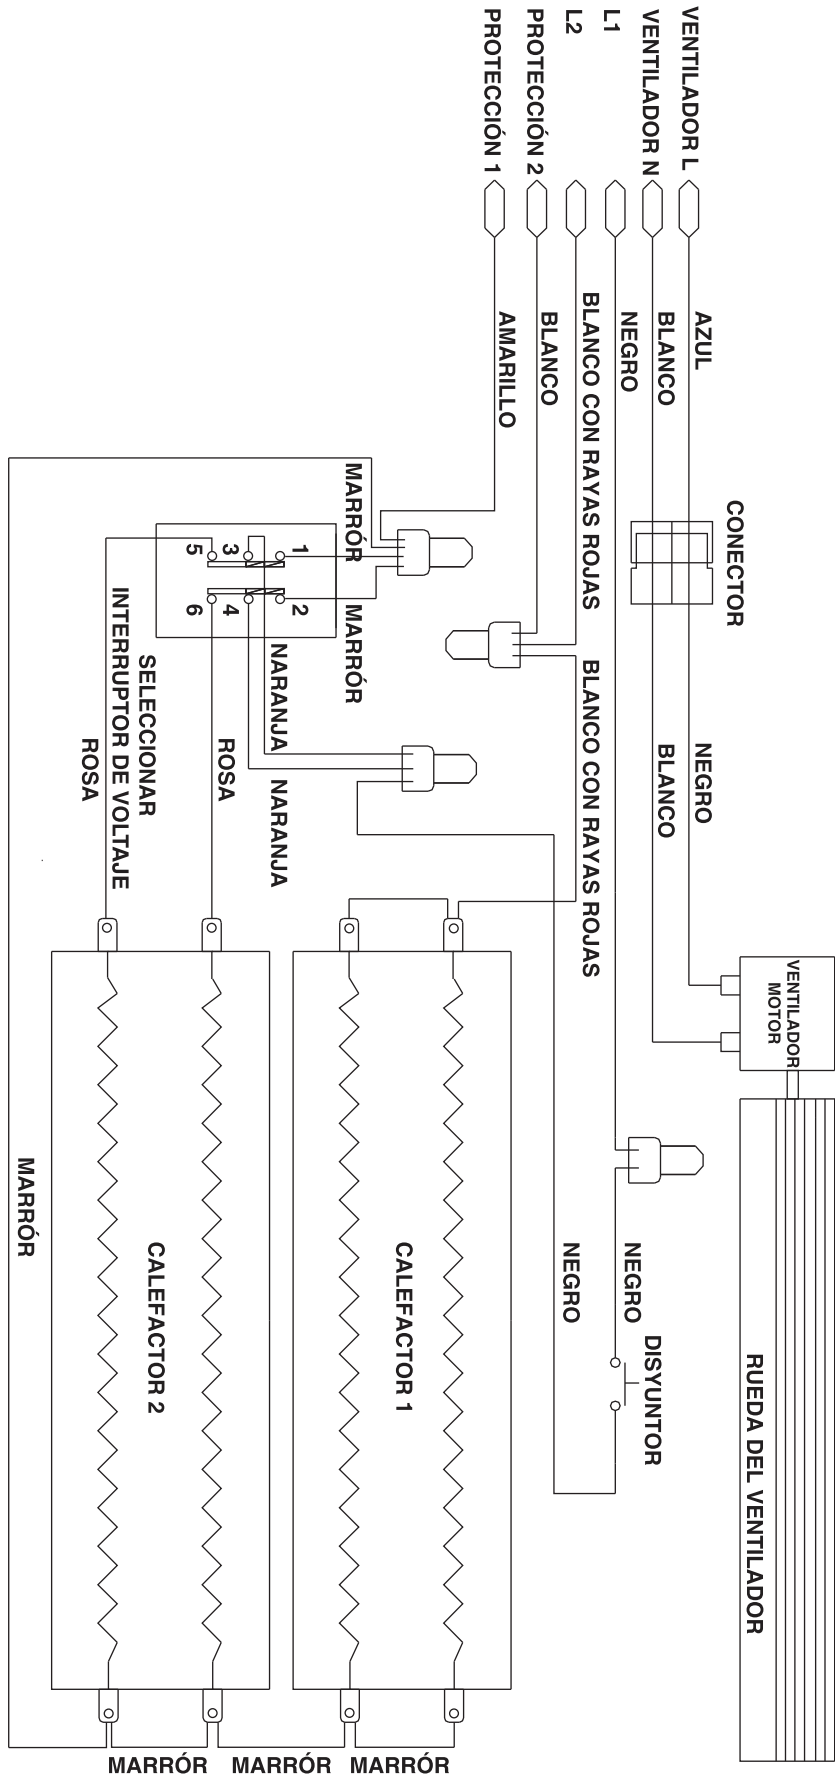 VENTILADOR L
VENTILADOR N
L1
L2
PROTECCIÓN 2
PROTECCIÓN 1
AZUL
BLANCO
NEGRO
BLANCO CON RAYAS ROJAS
BLANCO
AMARILLO
CONECTOR
NEGRO
BLANCO
BLANCO CON RAYAS ROJAS
MARRÓR
MARRÓR
1
3
5
2
4
6
NARANJA
NARANJA
SELECCIONAR
INTERRUPTOR DE VOLTAJE
ROSA
ROSA
VENTILADOR
MOTOR
RUEDA DEL VENTILADOR
NEGRO
DISYUNTOR
NEGRO
CALEFACTOR 1
CALEFACTOR 2
MARRÓR
MARRÓR
MARRÓR
MARRÓR